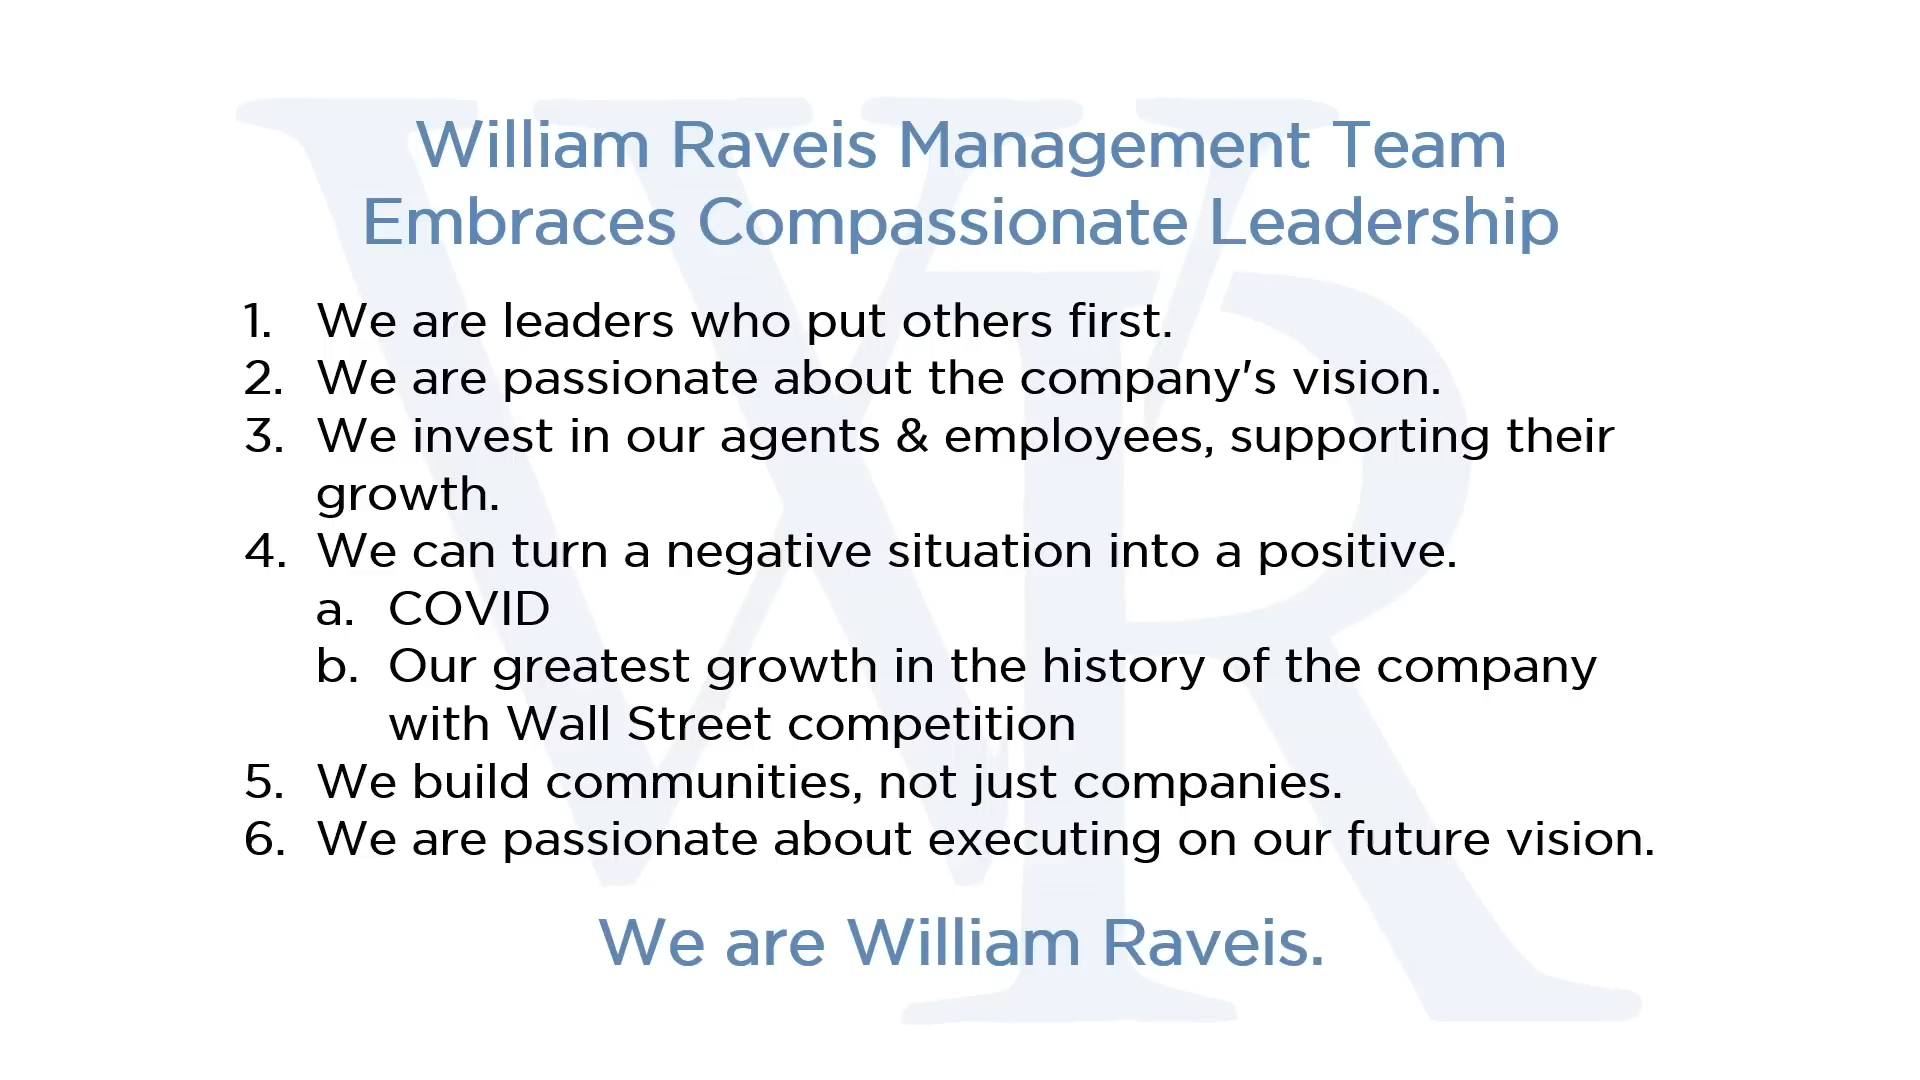 William Raveis Management Team
Embraces Compassionate Leadership
1. We are leaders who put others first.
2. We are passionate about the company's vision.
3. We invest in our agents & employees, supporting their
growth.
4. We can turn a negative situation into a positive.
a. COVID
b. Our greatest growth in the history of the company
with Wall Street competition
5. We build communities, not just companies.
6. We are passionate about executing on our future vision.
We are William Raveis.
WR